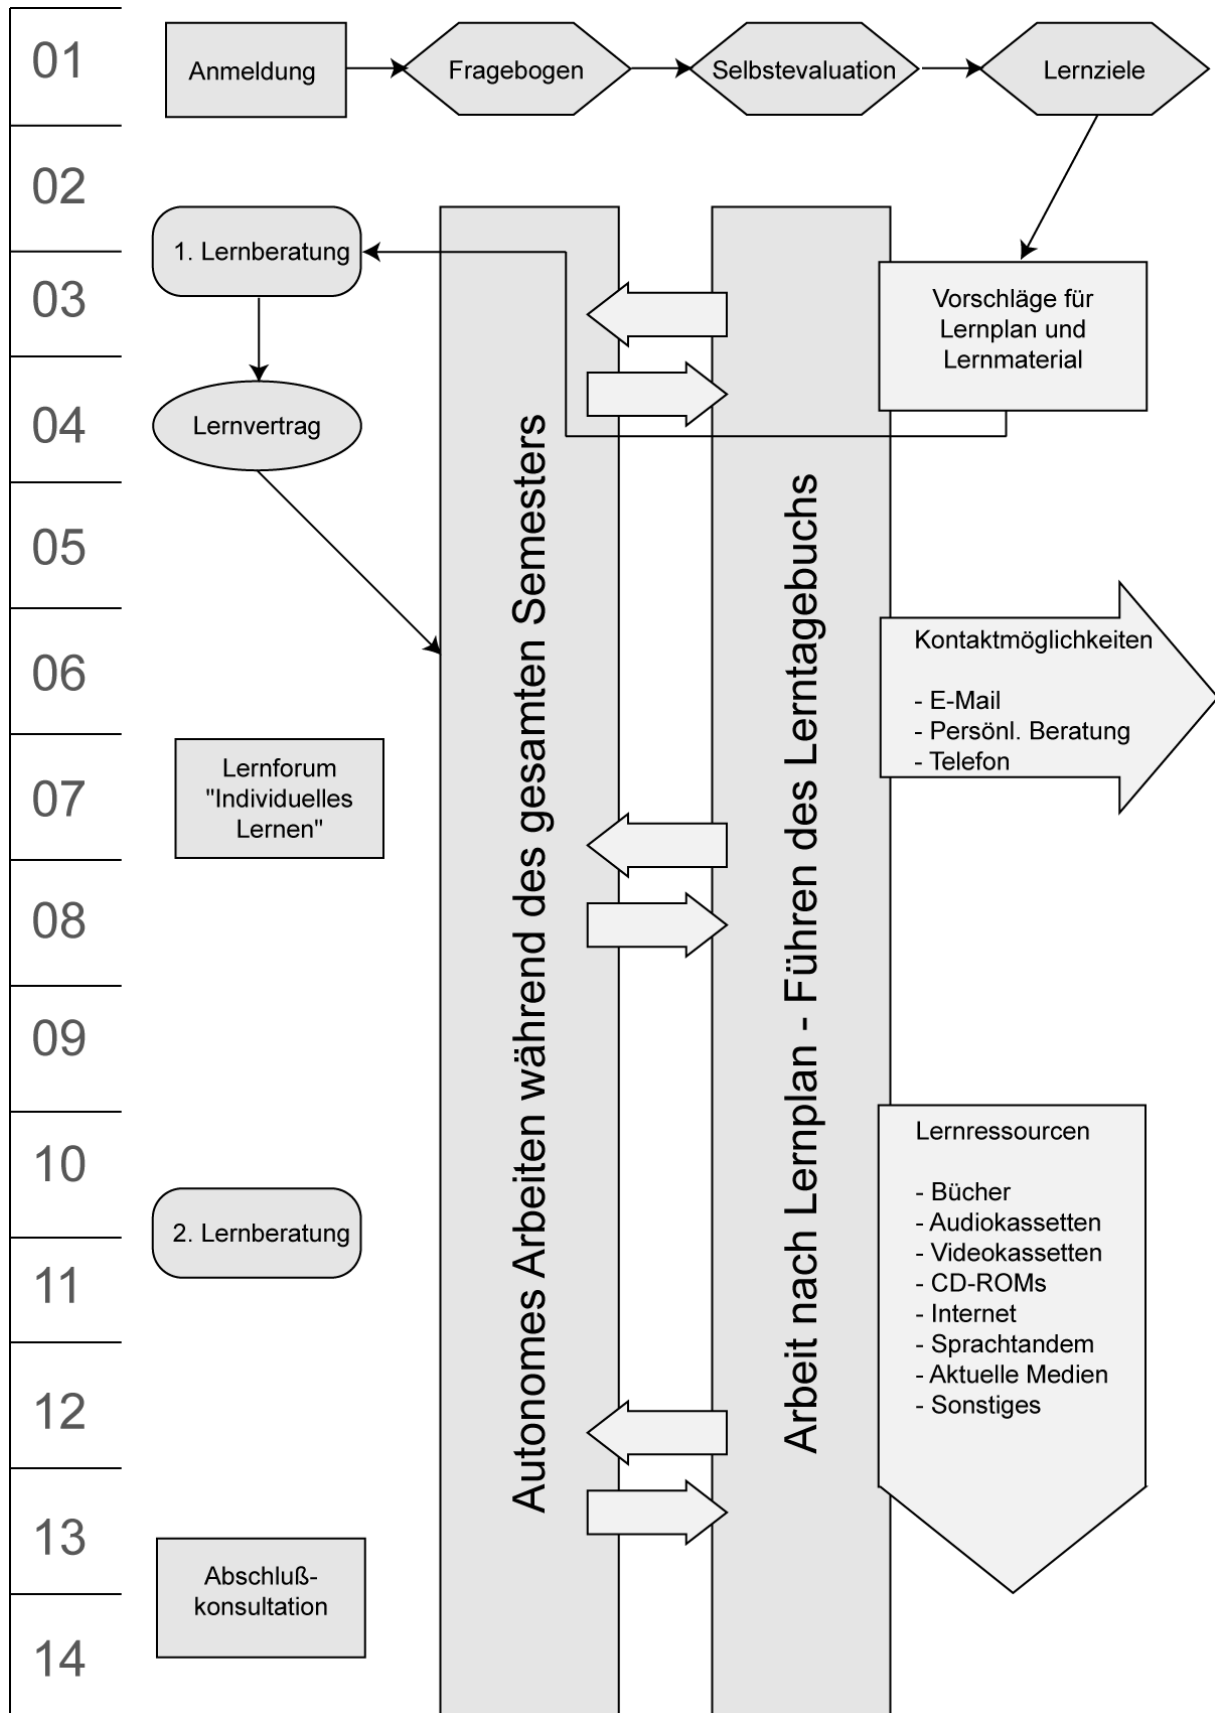 01
Anmeldung
Fragebogen
Selbstevaluation
Lernziele
02
1. Lernberatung
03
Vorschläge für
Lernplan und
Lernmaterial
04
Lernvertrag
Autonomes Arbeiten während des gesamten Semesters
Arbeit nach Lernplan - Führen des Lerntagebuchs
05
06
Kontaktmöglichkeiten
- E-Mail
- Persönl. Beratung
- Telefon
07
Lernforum
"Individuelles
Lernen"
08
09
10
Lernressourcen
- Bücher
- Audiokassetten
- Videokassetten
- CD-ROMs
- Internet
- Sprachtandem
- Aktuelle Medien
- Sonstiges
2. Lernberatung
11
12
13
Abschluß-
konsultation
14